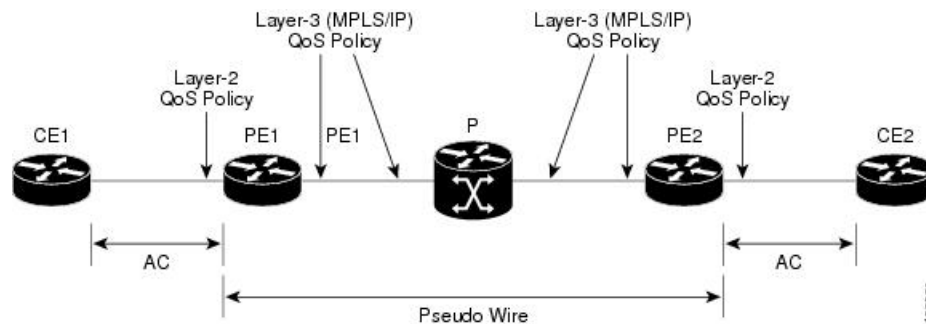 Layer-3 (MPLS/IP)
QoS Policy
Layer-3 (MPLS/IP)
QoS Policy
Layer-2
QoS Policy
Layer-2
QoS Policy
CE1
PE1
PE1
P
PE2
CE2
AC
AC
Pseudo Wire